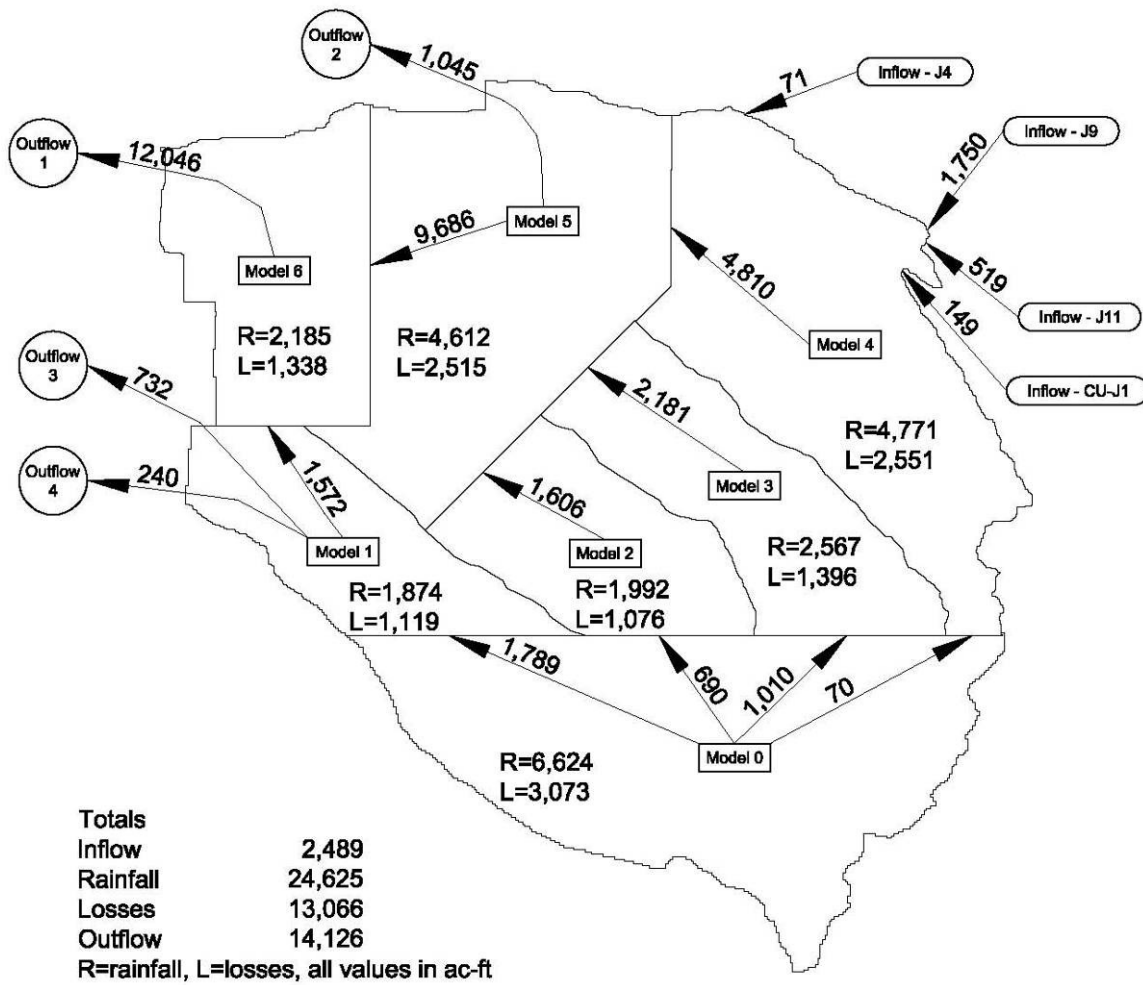 Outflow
2
1,045
71
Inflow - J4
Outflow
1
12,046
Inflow - J9
1,750
Model 5
9,686
Model 6
4,810
519
Inflow - J11
149
Model 4
Inflow - CU-J1
R=2,185
L=1,338
R=4,612
L=2,515
Outflow
3
732
2,181
R=4,771
L=2,551
Outflow
4
240
1,572
1,606
Model 3
Model 1
Model 2
R=2,567
L=1,396
R=1,874
L=1,119
R=1,992
L=1,076
1,789
690
1,010
70
Model 0
R=6,624
L=3,073
Totals
Inflow 2,489
Rainfall 24,625
Losses 13,066
Outflow 14,126
R=rainfall, L=losses, all values in ac-ft